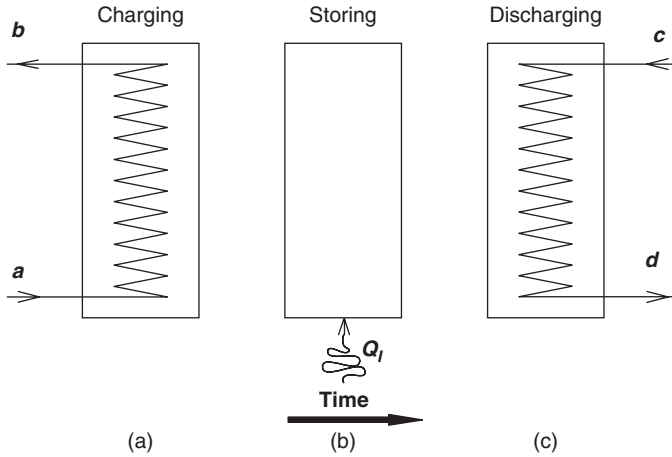 Charging
Storing
Discharging
b
c
a
d
Q_l
Time
(a)
(b)
(c)